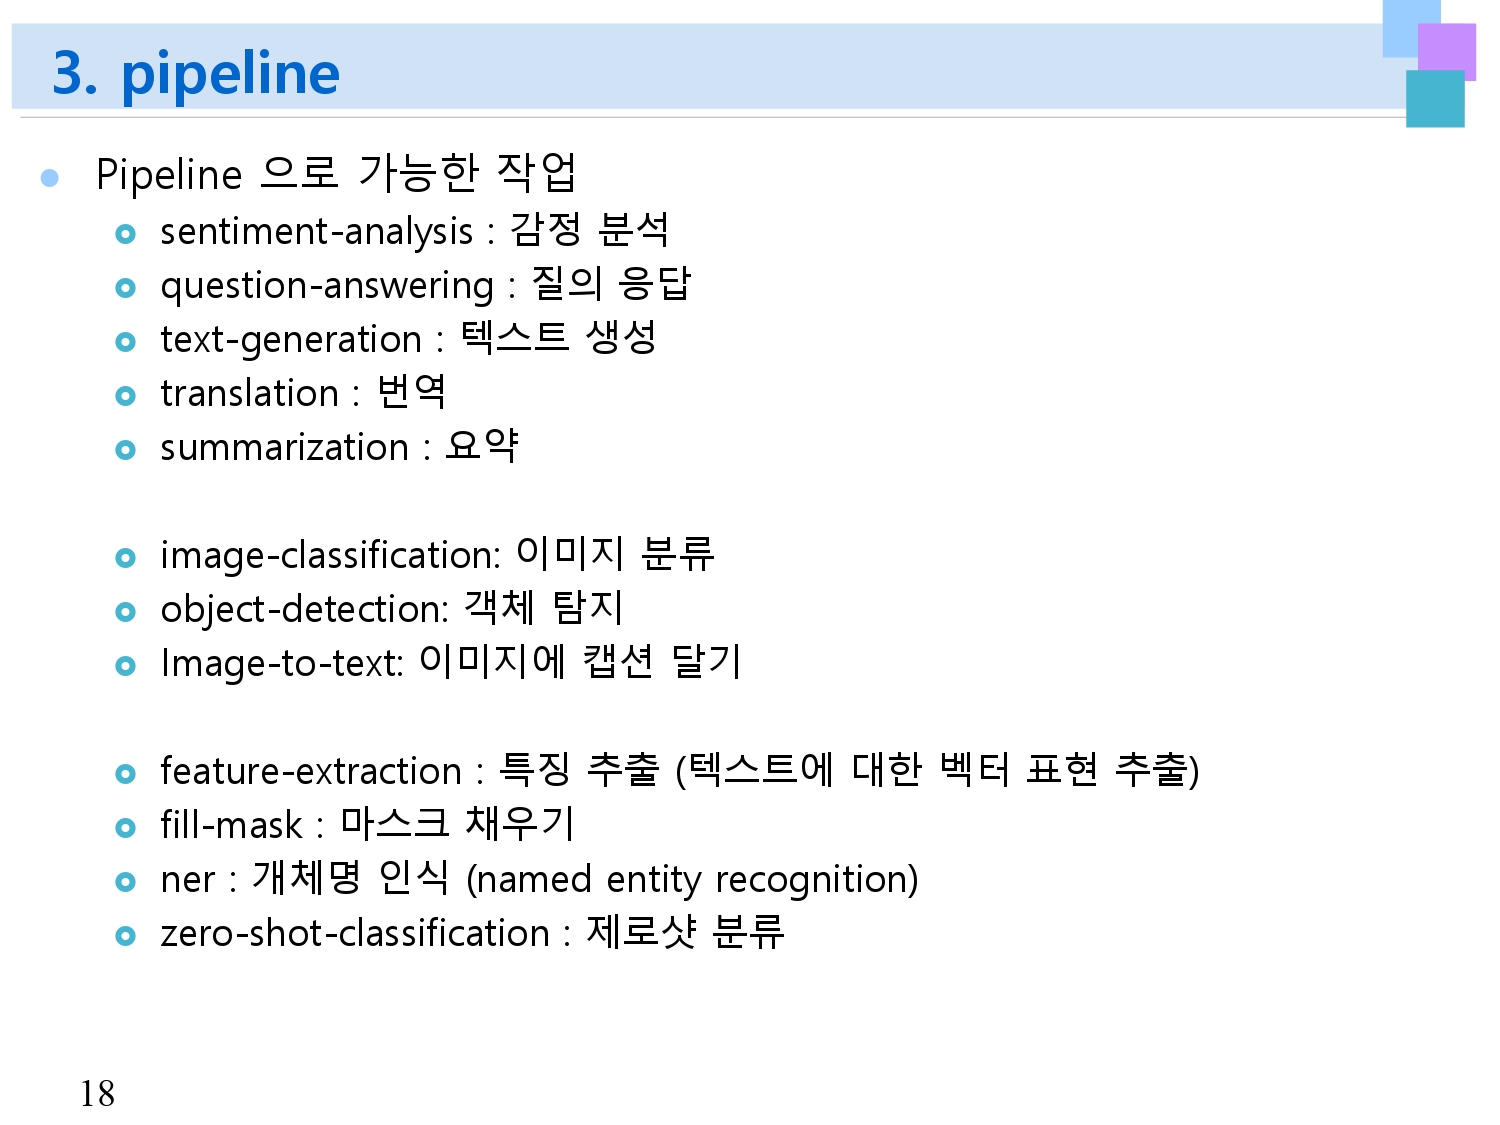 3. pipeline
Pipeline 으로 가능한 작업
sentiment-analysis : 감정 분석
question-answering : 질의 응답
text-generation : 텍스트 생성
translation : 번역
summarization : 요약
image-classification: 이미지 분류
object-detection: 객체 탐지
Image-to-text: 이미지에 캡션 달기
feature-extraction : 특징 추출 (텍스트에 대한 벡터 표현 추출)
fill-mask : 마스크 채우기
ner : 개체명 인식 (named entity recognition)
zero-shot-classification : 제로샷 분류
18